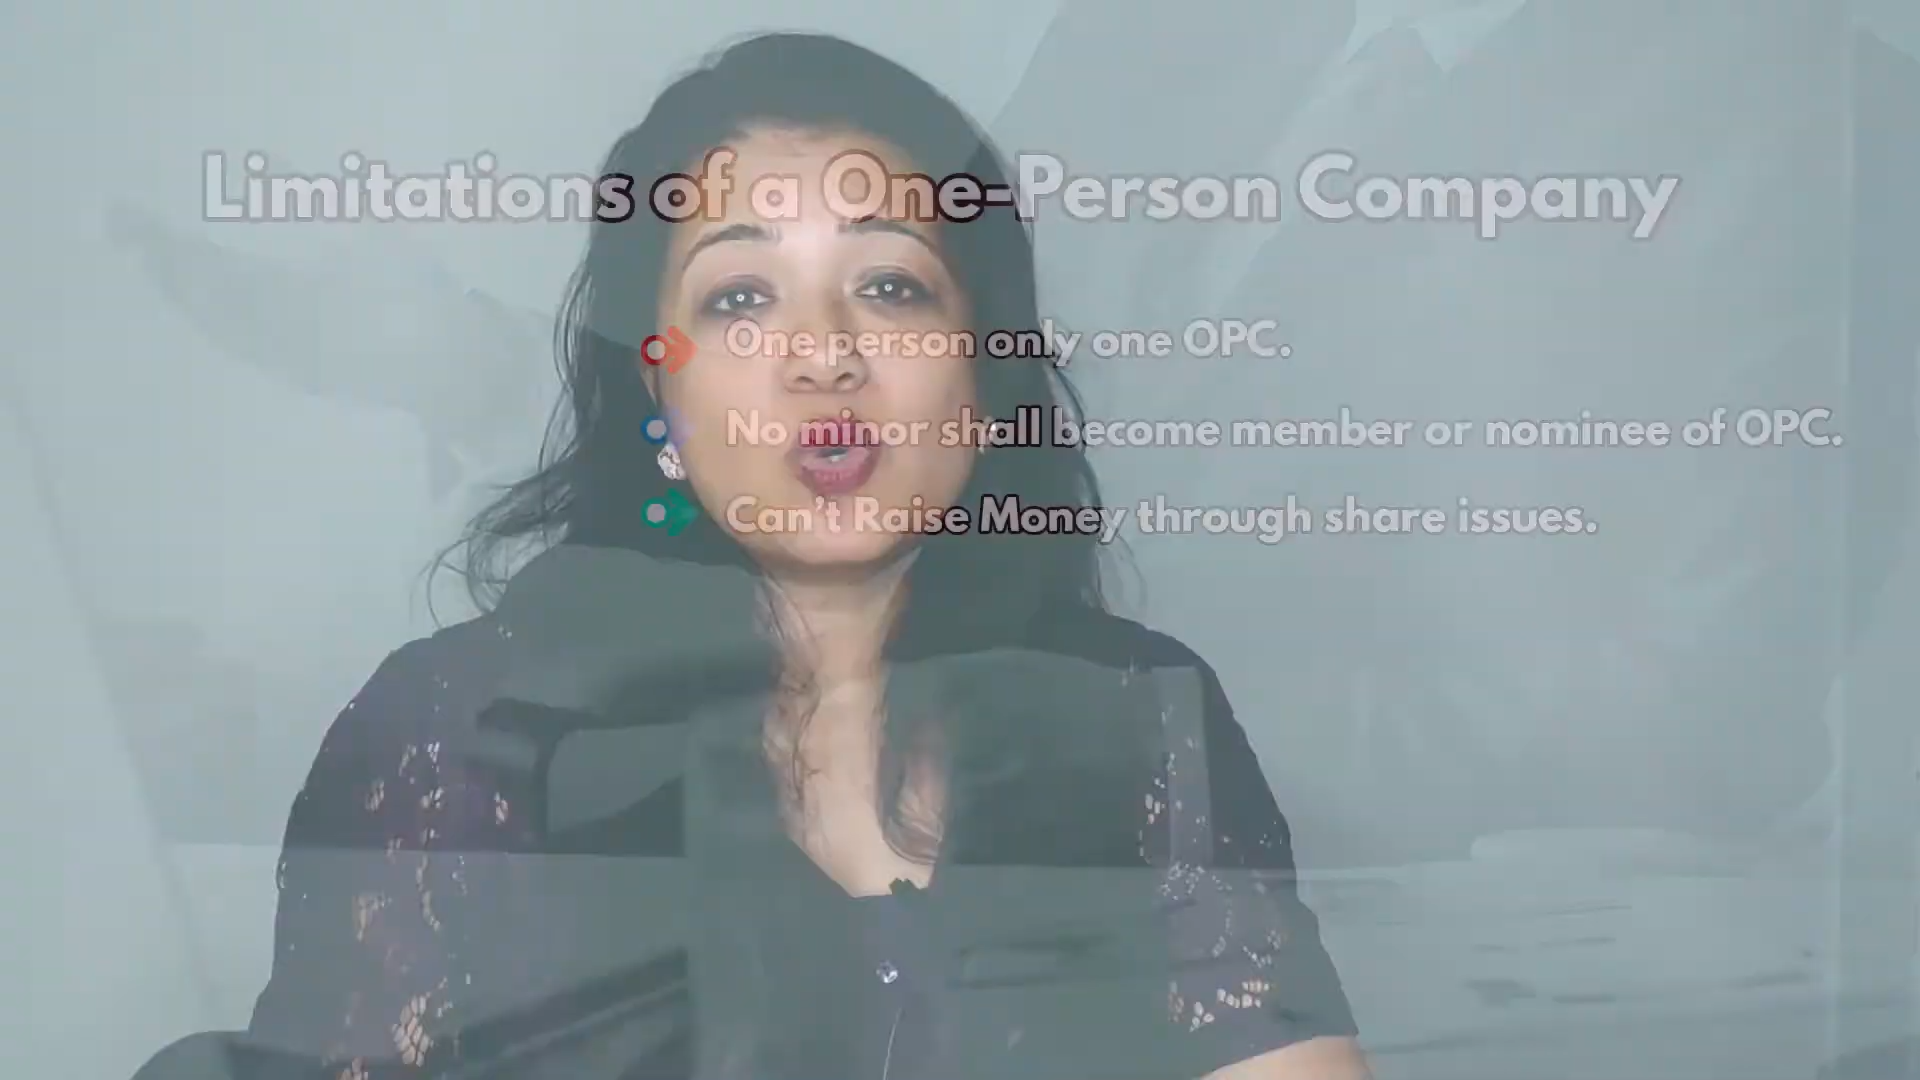 Limitations of a One-Person Company
One person only one OPC.
No minor shall become member or nominee of OPC.
Can't Raise Money through share issues.